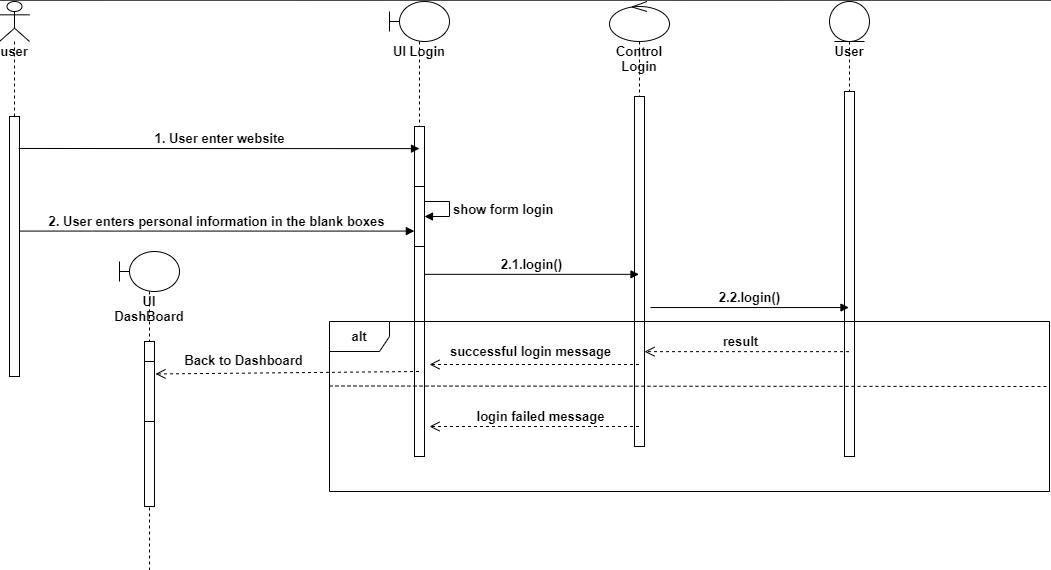 user
UI Login
Control
Login
User
1. User enter website
show form login
2. User enters personal information in the blank boxes
2.1.login()
2.2.login()
UI
DashBoard
alt
result
successful login message
Back to Dashboard
login failed message